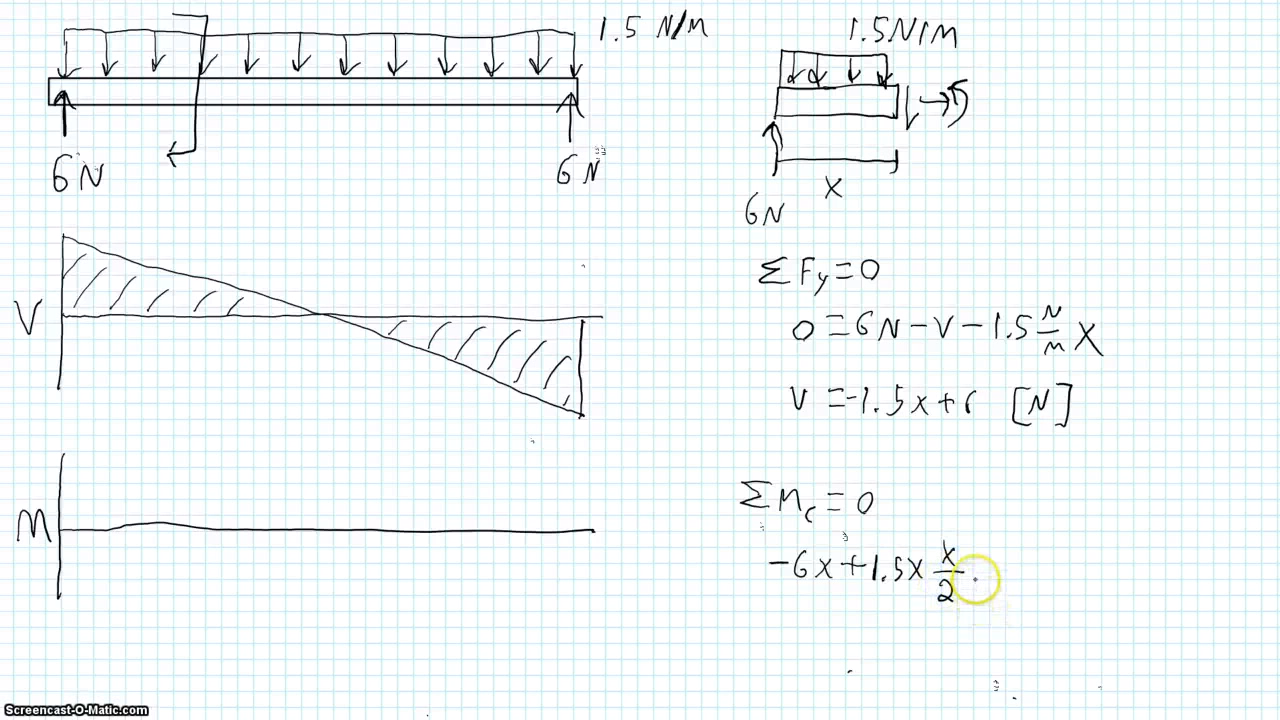 1.5 N/M
1.5N/M
6N
6N
X
6N
V
ΣFy=0
0=6N-V-1.5 N/M X
V=-1.5x+6 [N]
M
ΣMc=0
-6X+1.5X X/2
Screencast-O-Matic.com